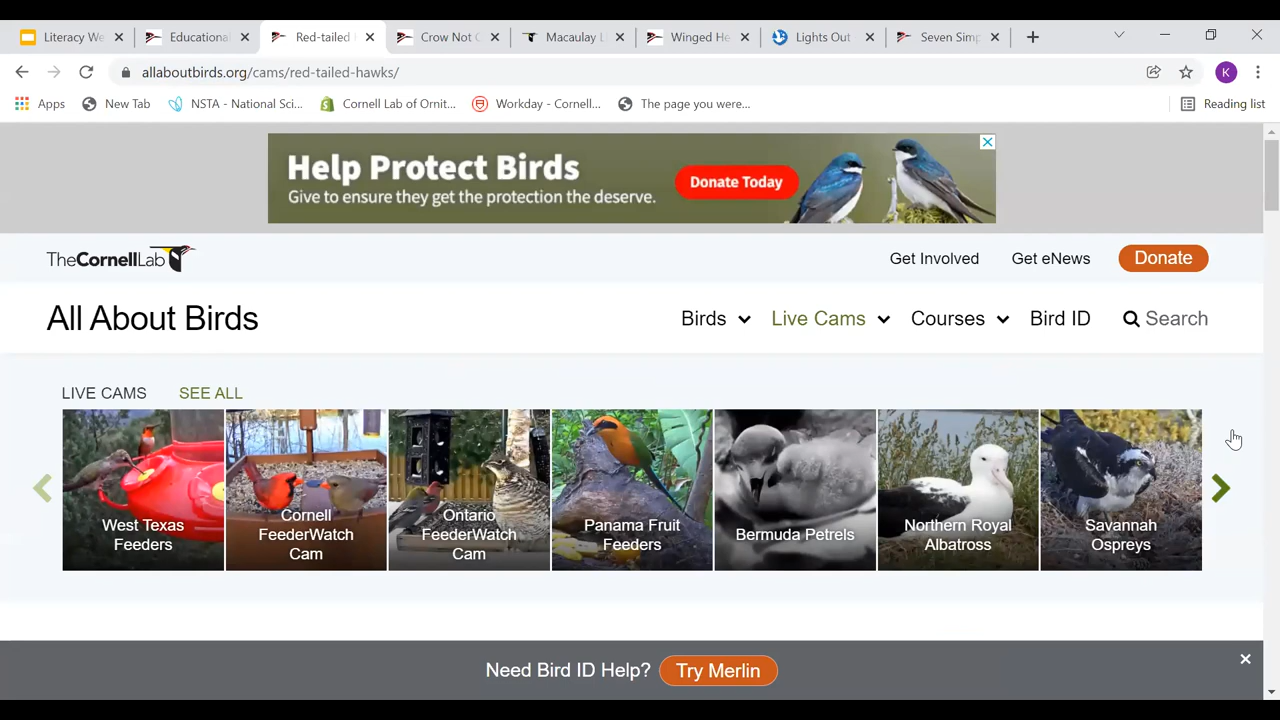 Literacy We
Educational
Red-tailed
Crow Not C
Macaulay L
Winged He
Lights Out
Seven Simp
allaboutbirds.org/cams/red-tailed-hawks/
K
Apps
New Tab
NSTA - National Sci...
Cornell Lab of Ornit...
Workday - Cornell...
The page you were...
Reading list
Help Protect Birds
Give to ensure they get the protection the deserve.
Donate Today
TheCornellLab
Get Involved
Get eNews
Donate
All About Birds
Birds
Live Cams
Courses
Bird ID
Search
LIVE CAMS
SEE ALL
West Texas
Feeders
Cornell
FeederWatch
Cam
Ontario
FeederWatch
Cam
Panama Fruit
Feeders
Bermuda Petrels
Northern Royal
Albatross
Savannah
Ospreys
Need Bird ID Help?
Try Merlin